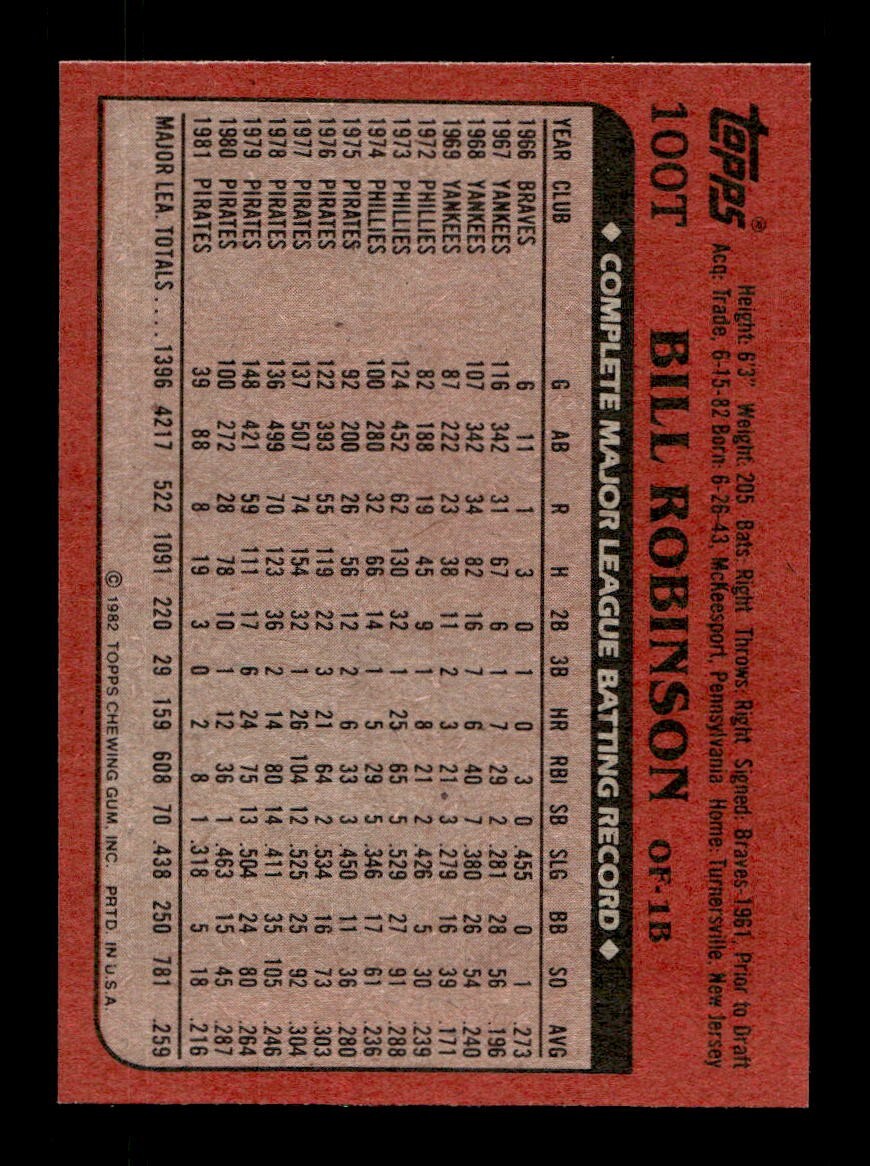 Topps®
Height: 6'3" Weight: 205 Bats: Right Throws: Right Signed: Braves-1961, Prior to Draft
Acq: Trade, 6-15-82 Born: 6-26-43, McKeesport, Pennsylvania Home: Turnersville, New Jersey
100T BILL ROBINSON OF-1B
◆ COMPLETE MAJOR LEAGUE BATTING RECORD ◆
YEAR CLUB G AB R H 2B 3B HR RBI SB SLG BB SO AVG
1966 BRAVES 6 11 1 3 0 1 0 3 0 .455 0 1 .273
1967 YANKEES 116 342 31 67 6 1 7 29 2 .281 28 56 .196
1968 YANKEES 107 342 34 82 16 7 6 40 7 .380 26 54 .240
1969 YANKEES 87 222 23 38 11 2 3 21 3 .279 16 39 .171
1972 PHILLIES 82 188 19 45 9 1 8 21 2 .426 5 30 .239
1973 PHILLIES 124 452 62 130 32 1 25 65 5 .529 27 91 .288
1974 PHILLIES 100 280 32 66 14 1 5 29 5 .346 17 61 .236
1975 PIRATES 92 200 26 56 12 2 6 33 3 .450 11 36 .280
1976 PIRATES 122 393 55 119 22 3 21 64 2 .534 16 73 .303
1977 PIRATES 137 507 74 154 32 1 26 104 12 .525 25 92 .304
1978 PIRATES 136 499 70 123 36 2 14 80 14 .411 35 105 .246
1979 PIRATES 148 421 59 111 17 6 24 75 13 .504 24 80 .264
1980 PIRATES 100 272 28 78 10 1 12 36 1 .463 15 45 .287
1981 PIRATES 39 88 8 19 3 0 2 8 1 .318 5 18 .216
MAJOR LEA. TOTALS .... 1396 4217 522 1091 220 29 159 608 70 .438 250 781 .259
© 1982 TOPPS CHEWING GUM, INC. PRTD. IN U.S.A.